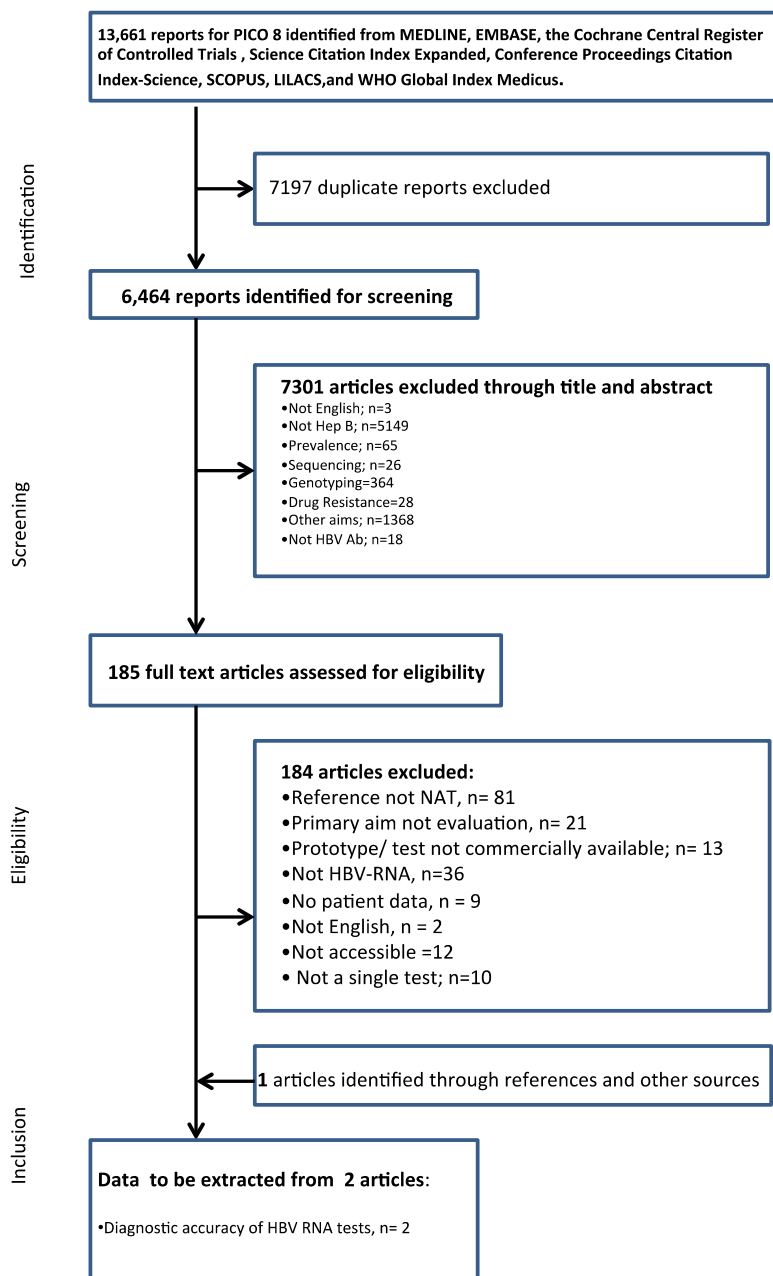 13,661 reports for PICO 8 identified from MEDLINE, EMBASE, the Cochrane Central Register
of Controlled Trials , Science Citation Index Expanded, Conference Proceedings Citation
Index-Science, SCOPUS, LILACS,and WHO Global Index Medicus.
Identification
7197 duplicate reports excluded
6,464 reports identified for screening
Screening
7301 articles excluded through title and abstract
•Not English; n=3
•Not Hep B; n=5149
•Prevalence; n=65
•Sequencing; n=26
•Genotyping=364
•Drug Resistance=28
•Other aims; n=1368
•Not HBV Ab; n=18
185 full text articles assessed for eligibility
Eligibility
184 articles excluded:
•Reference not NAT, n= 81
•Primary aim not evaluation, n= 21
•Prototype/ test not commercially available; n= 13
•Not HBV-RNA, n=36
•No patient data, n = 9
•Not English, n = 2
•Not accessible =12
• Not a single test; n=10
1 articles identified through references and other sources
Inclusion
Data to be extracted from 2 articles:
•Diagnostic accuracy of HBV RNA tests, n= 2